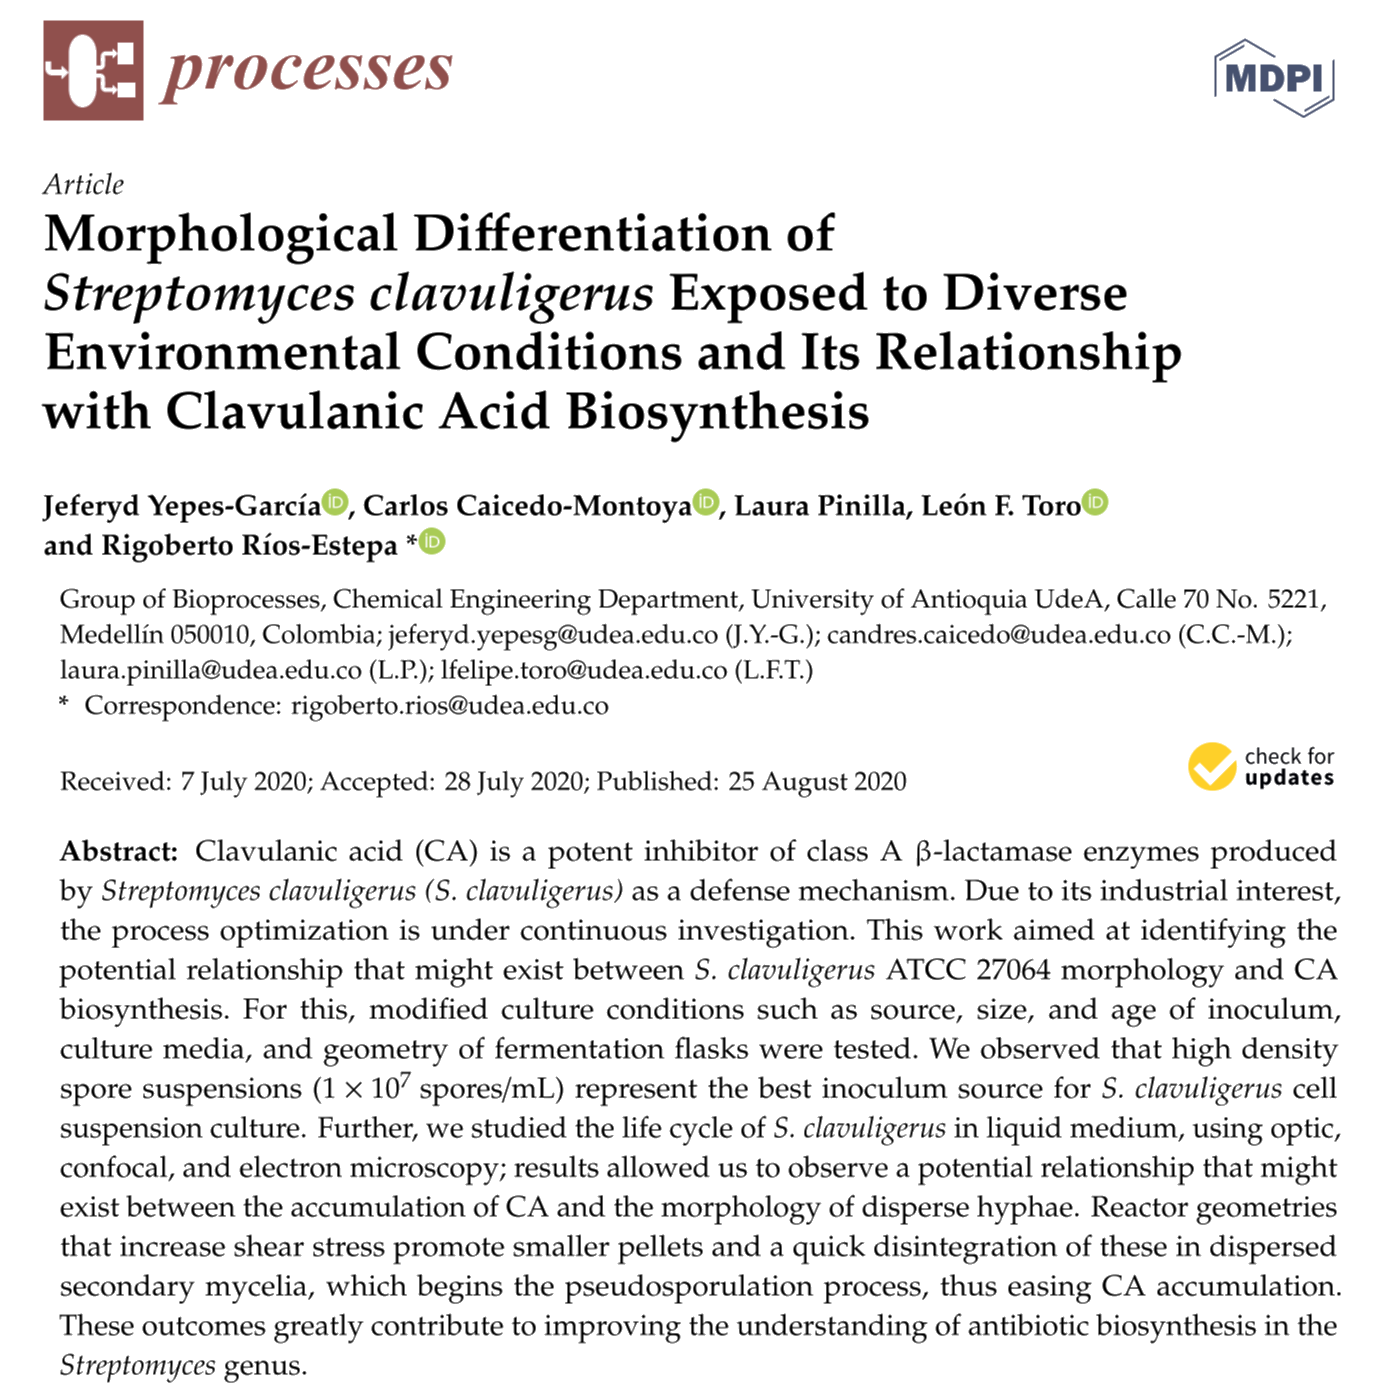 processes
MDPI
Article
Morphological Differentiation of
Streptomyces clavuligerus Exposed to Diverse
Environmental Conditions and Its Relationship
with Clavulanic Acid Biosynthesis
Jeferyd Yepes-García iD, Carlos Caicedo-Montoya iD, Laura Pinilla, León F. Toro iD
and Rigoberto Ríos-Estepa * iD
Group of Bioprocesses, Chemical Engineering Department, University of Antioquia UdeA, Calle 70 No. 5221,
Medellín 050010, Colombia; jeferyd.yepesg@udea.edu.co (J.Y.-G.); candres.caicedo@udea.edu.co (C.C.-M.);
laura.pinilla@udea.edu.co (L.P.); lfelipe.toro@udea.edu.co (L.F.T.)
* Correspondence: rigoberto.rios@udea.edu.co
check for
updates
Received: 7 July 2020; Accepted: 28 July 2020; Published: 25 August 2020
Abstract: Clavulanic acid (CA) is a potent inhibitor of class A β-lactamase enzymes produced
by Streptomyces clavuligerus (S. clavuligerus) as a defense mechanism. Due to its industrial interest,
the process optimization is under continuous investigation. This work aimed at identifying the
potential relationship that might exist between S. clavuligerus ATCC 27064 morphology and CA
biosynthesis. For this, modified culture conditions such as source, size, and age of inoculum,
culture media, and geometry of fermentation flasks were tested. We observed that high density
spore suspensions (1 × 10⁷ spores/mL) represent the best inoculum source for S. clavuligerus cell
suspension culture. Further, we studied the life cycle of S. clavuligerus in liquid medium, using optic,
confocal, and electron microscopy; results allowed us to observe a potential relationship that might
exist between the accumulation of CA and the morphology of disperse hyphae. Reactor geometries
that increase shear stress promote smaller pellets and a quick disintegration of these in dispersed
secondary mycelia, which begins the pseudosporulation process, thus easing CA accumulation.
These outcomes greatly contribute to improving the understanding of antibiotic biosynthesis in the
Streptomyces genus.